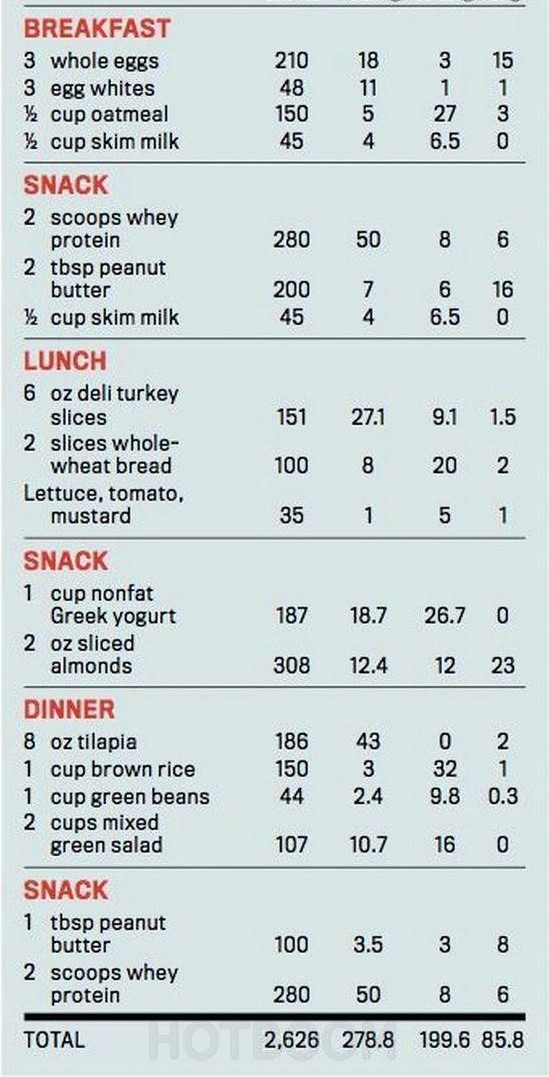 BREAKFAST
3 whole eggs 210 18 3 15
3 egg whites 48 11 1 1
½ cup oatmeal 150 5 27 3
½ cup skim milk 45 4 6.5 0
SNACK
2 scoops whey
protein 280 50 8 6
2 tbsp peanut
butter 200 7 6 16
½ cup skim milk 45 4 6.5 0
LUNCH
6 oz deli turkey
slices 151 27.1 9.1 1.5
2 slices whole-
wheat bread 100 8 20 2
Lettuce, tomato,
mustard 35 1 5 1
SNACK
1 cup nonfat
Greek yogurt 187 18.7 26.7 0
2 oz sliced
almonds 308 12.4 12 23
DINNER
8 oz tilapia 186 43 0 2
1 cup brown rice 150 3 32 1
1 cup green beans 44 2.4 9.8 0.3
2 cups mixed
green salad 107 10.7 16 0
SNACK
1 tbsp peanut
butter 100 3.5 3 8
2 scoops whey
protein 280 50 8 6
TOTAL 2,626 278.8 199.6 85.8
HOTBOOM